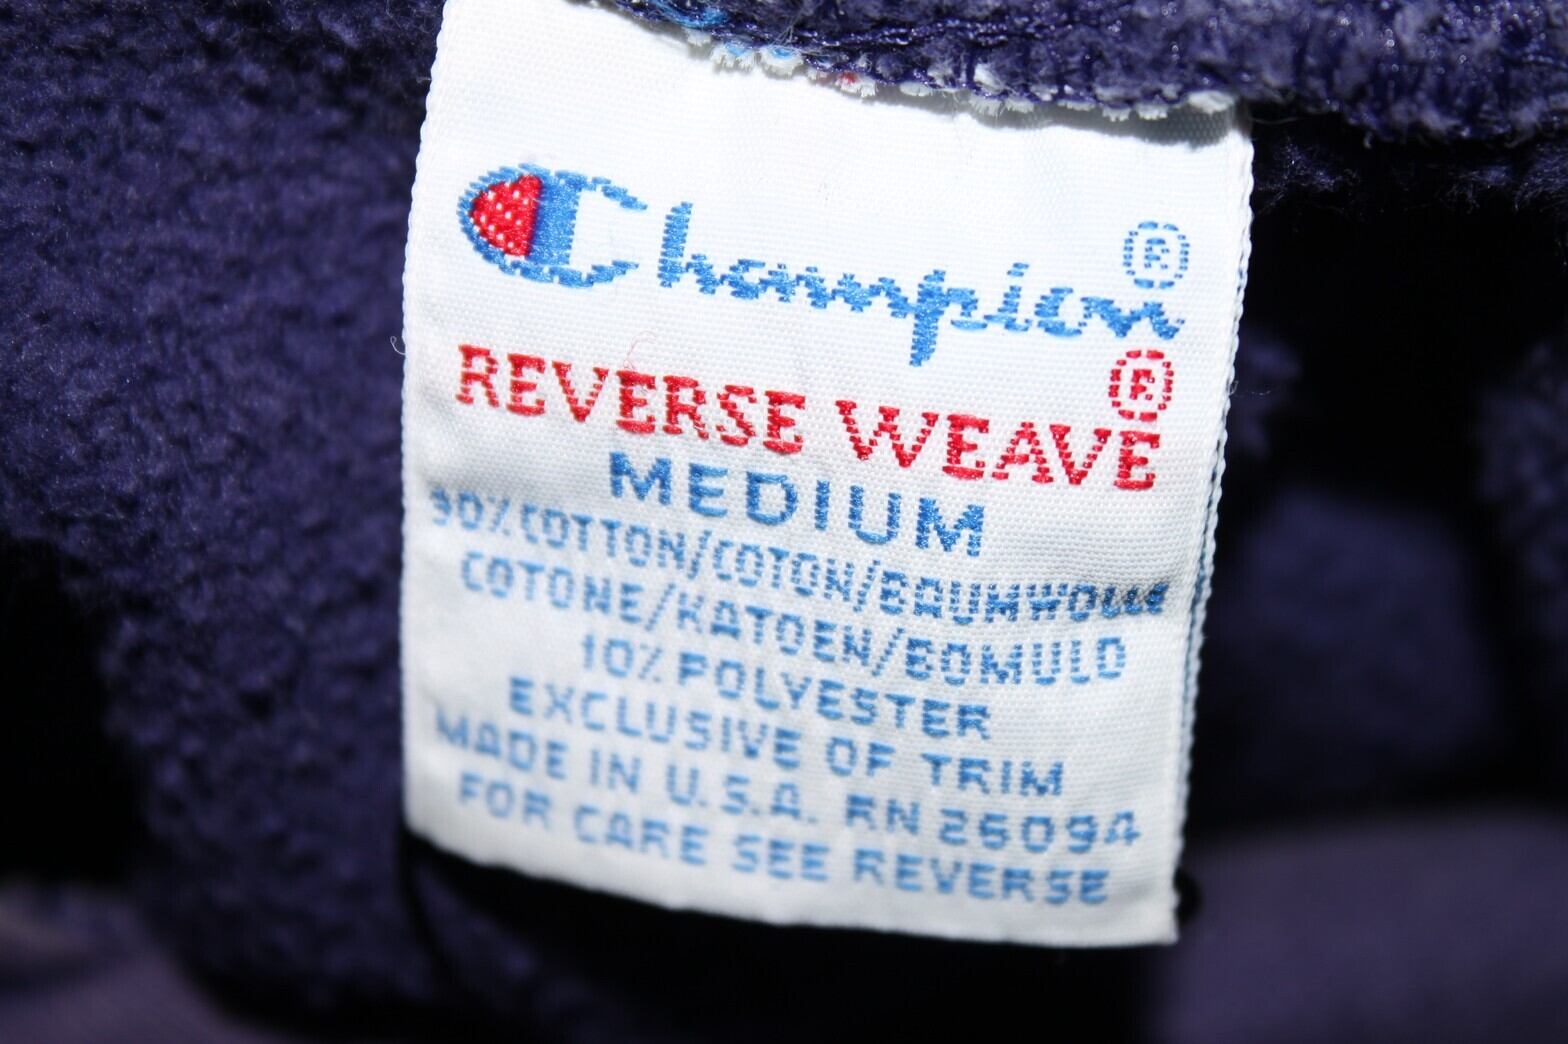 Champion ®
REVERSE WEAVE ®
MEDIUM
90% COTTON/COTON/BAUMWOLLE
COTONE/KATOEN/BOMULD
10% POLYESTER
EXCLUSIVE OF TRIM
MADE IN U.S.A. RN 26094
FOR CARE SEE REVERSE